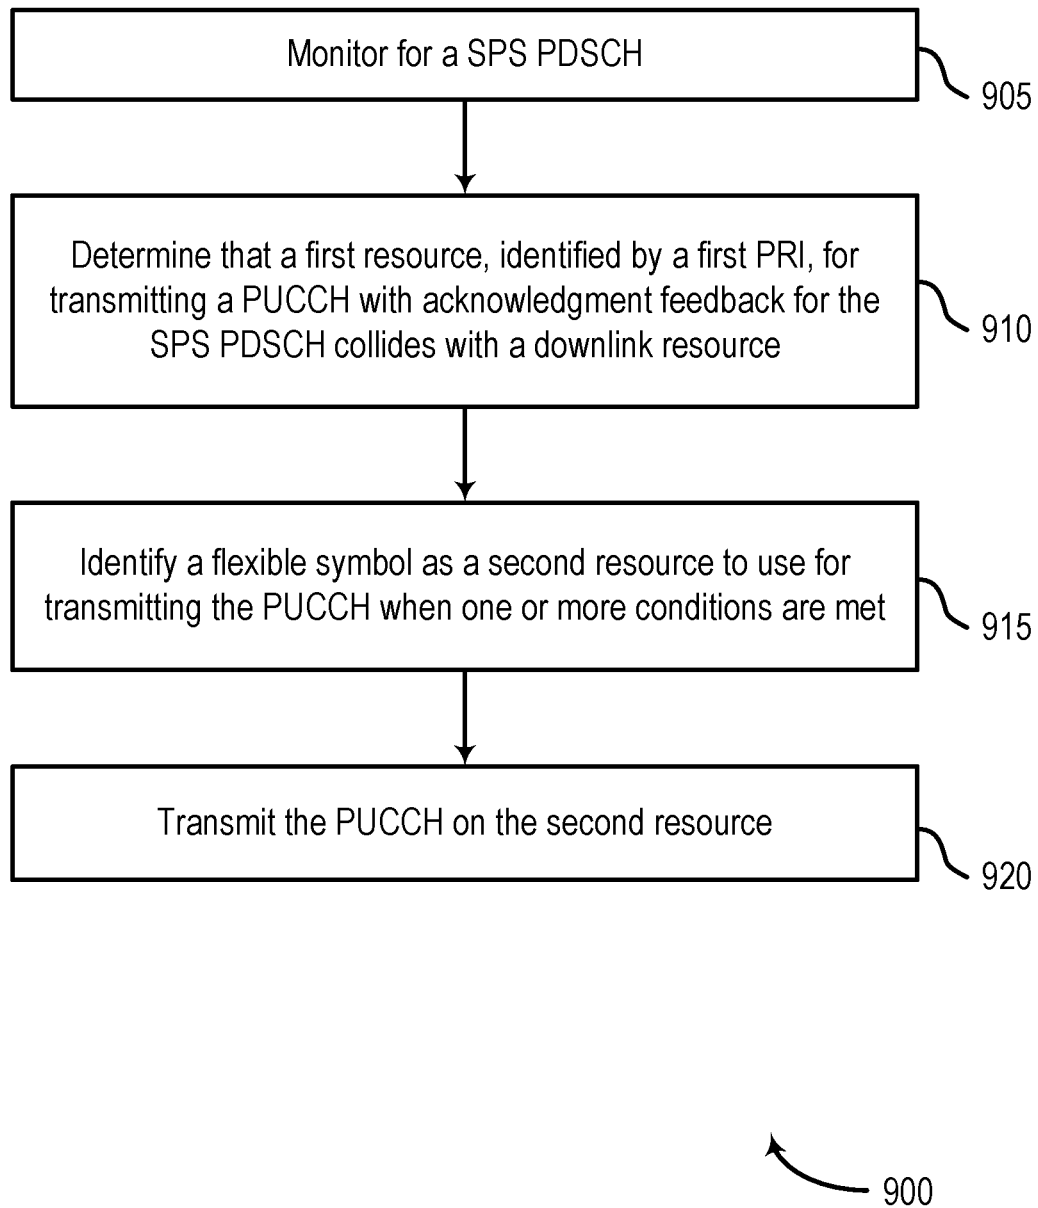 Monitor for a SPS PDSCH
905
Determine that a first resource, identified by a first PRI, for
transmitting a PUCCH with acknowledgment feedback for the
SPS PDSCH collides with a downlink resource
910
Identify a flexible symbol as a second resource to use for
transmitting the PUCCH when one or more conditions are met
915
Transmit the PUCCH on the second resource
920
900